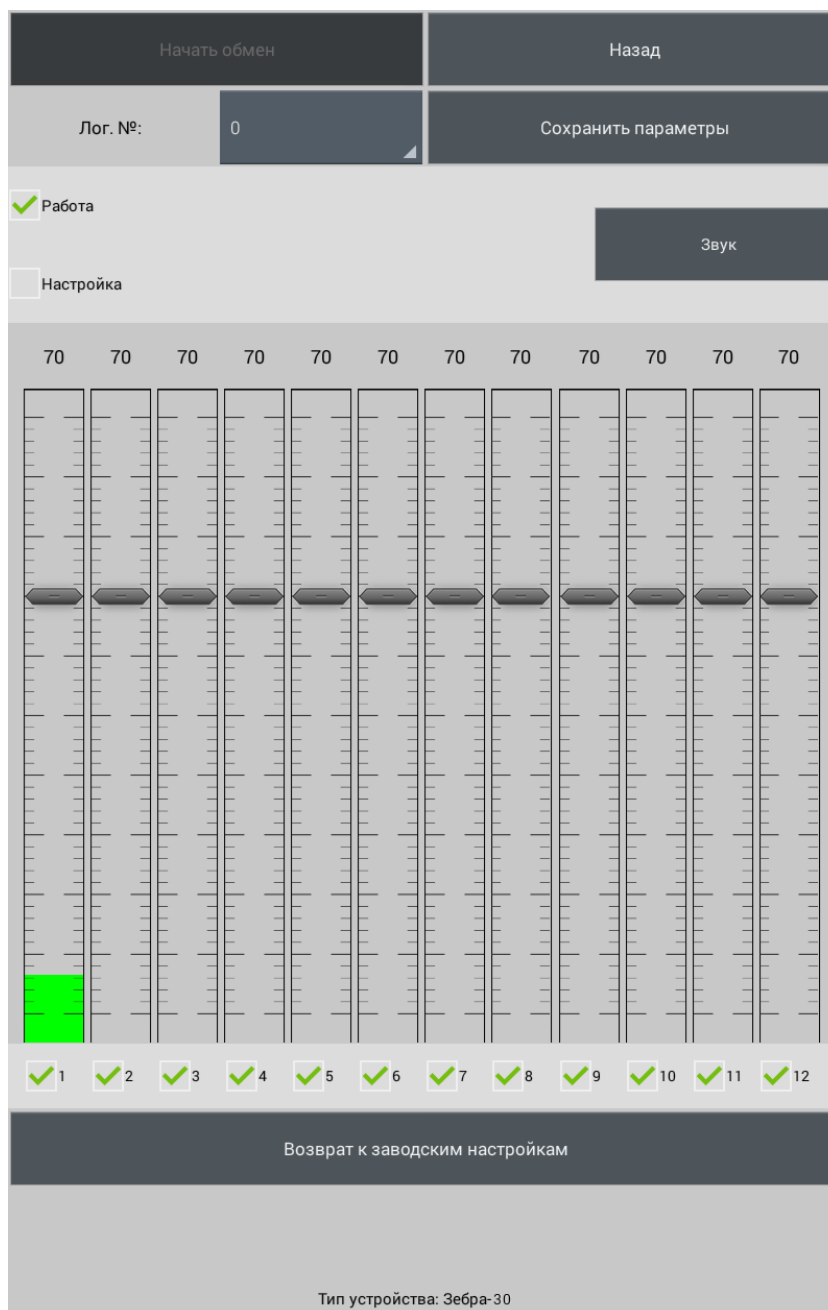 Начать обмен Назад
Лог. №: 0 Сохранить параметры
Работа
Звук
Настройка
70 70 70 70 70 70 70 70 70 70 70 70
1 2 3 4 5 6 7 8 9 10 11 12
Возврат к заводским настройкам
Тип устройства: Зебра-30